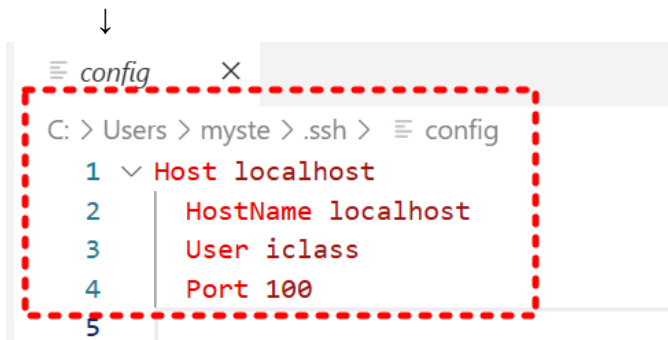 ↓
config ×
C: > Users > myste > .ssh > config
1 Host localhost
2 HostName localhost
3 User iclass
4 Port 100
5